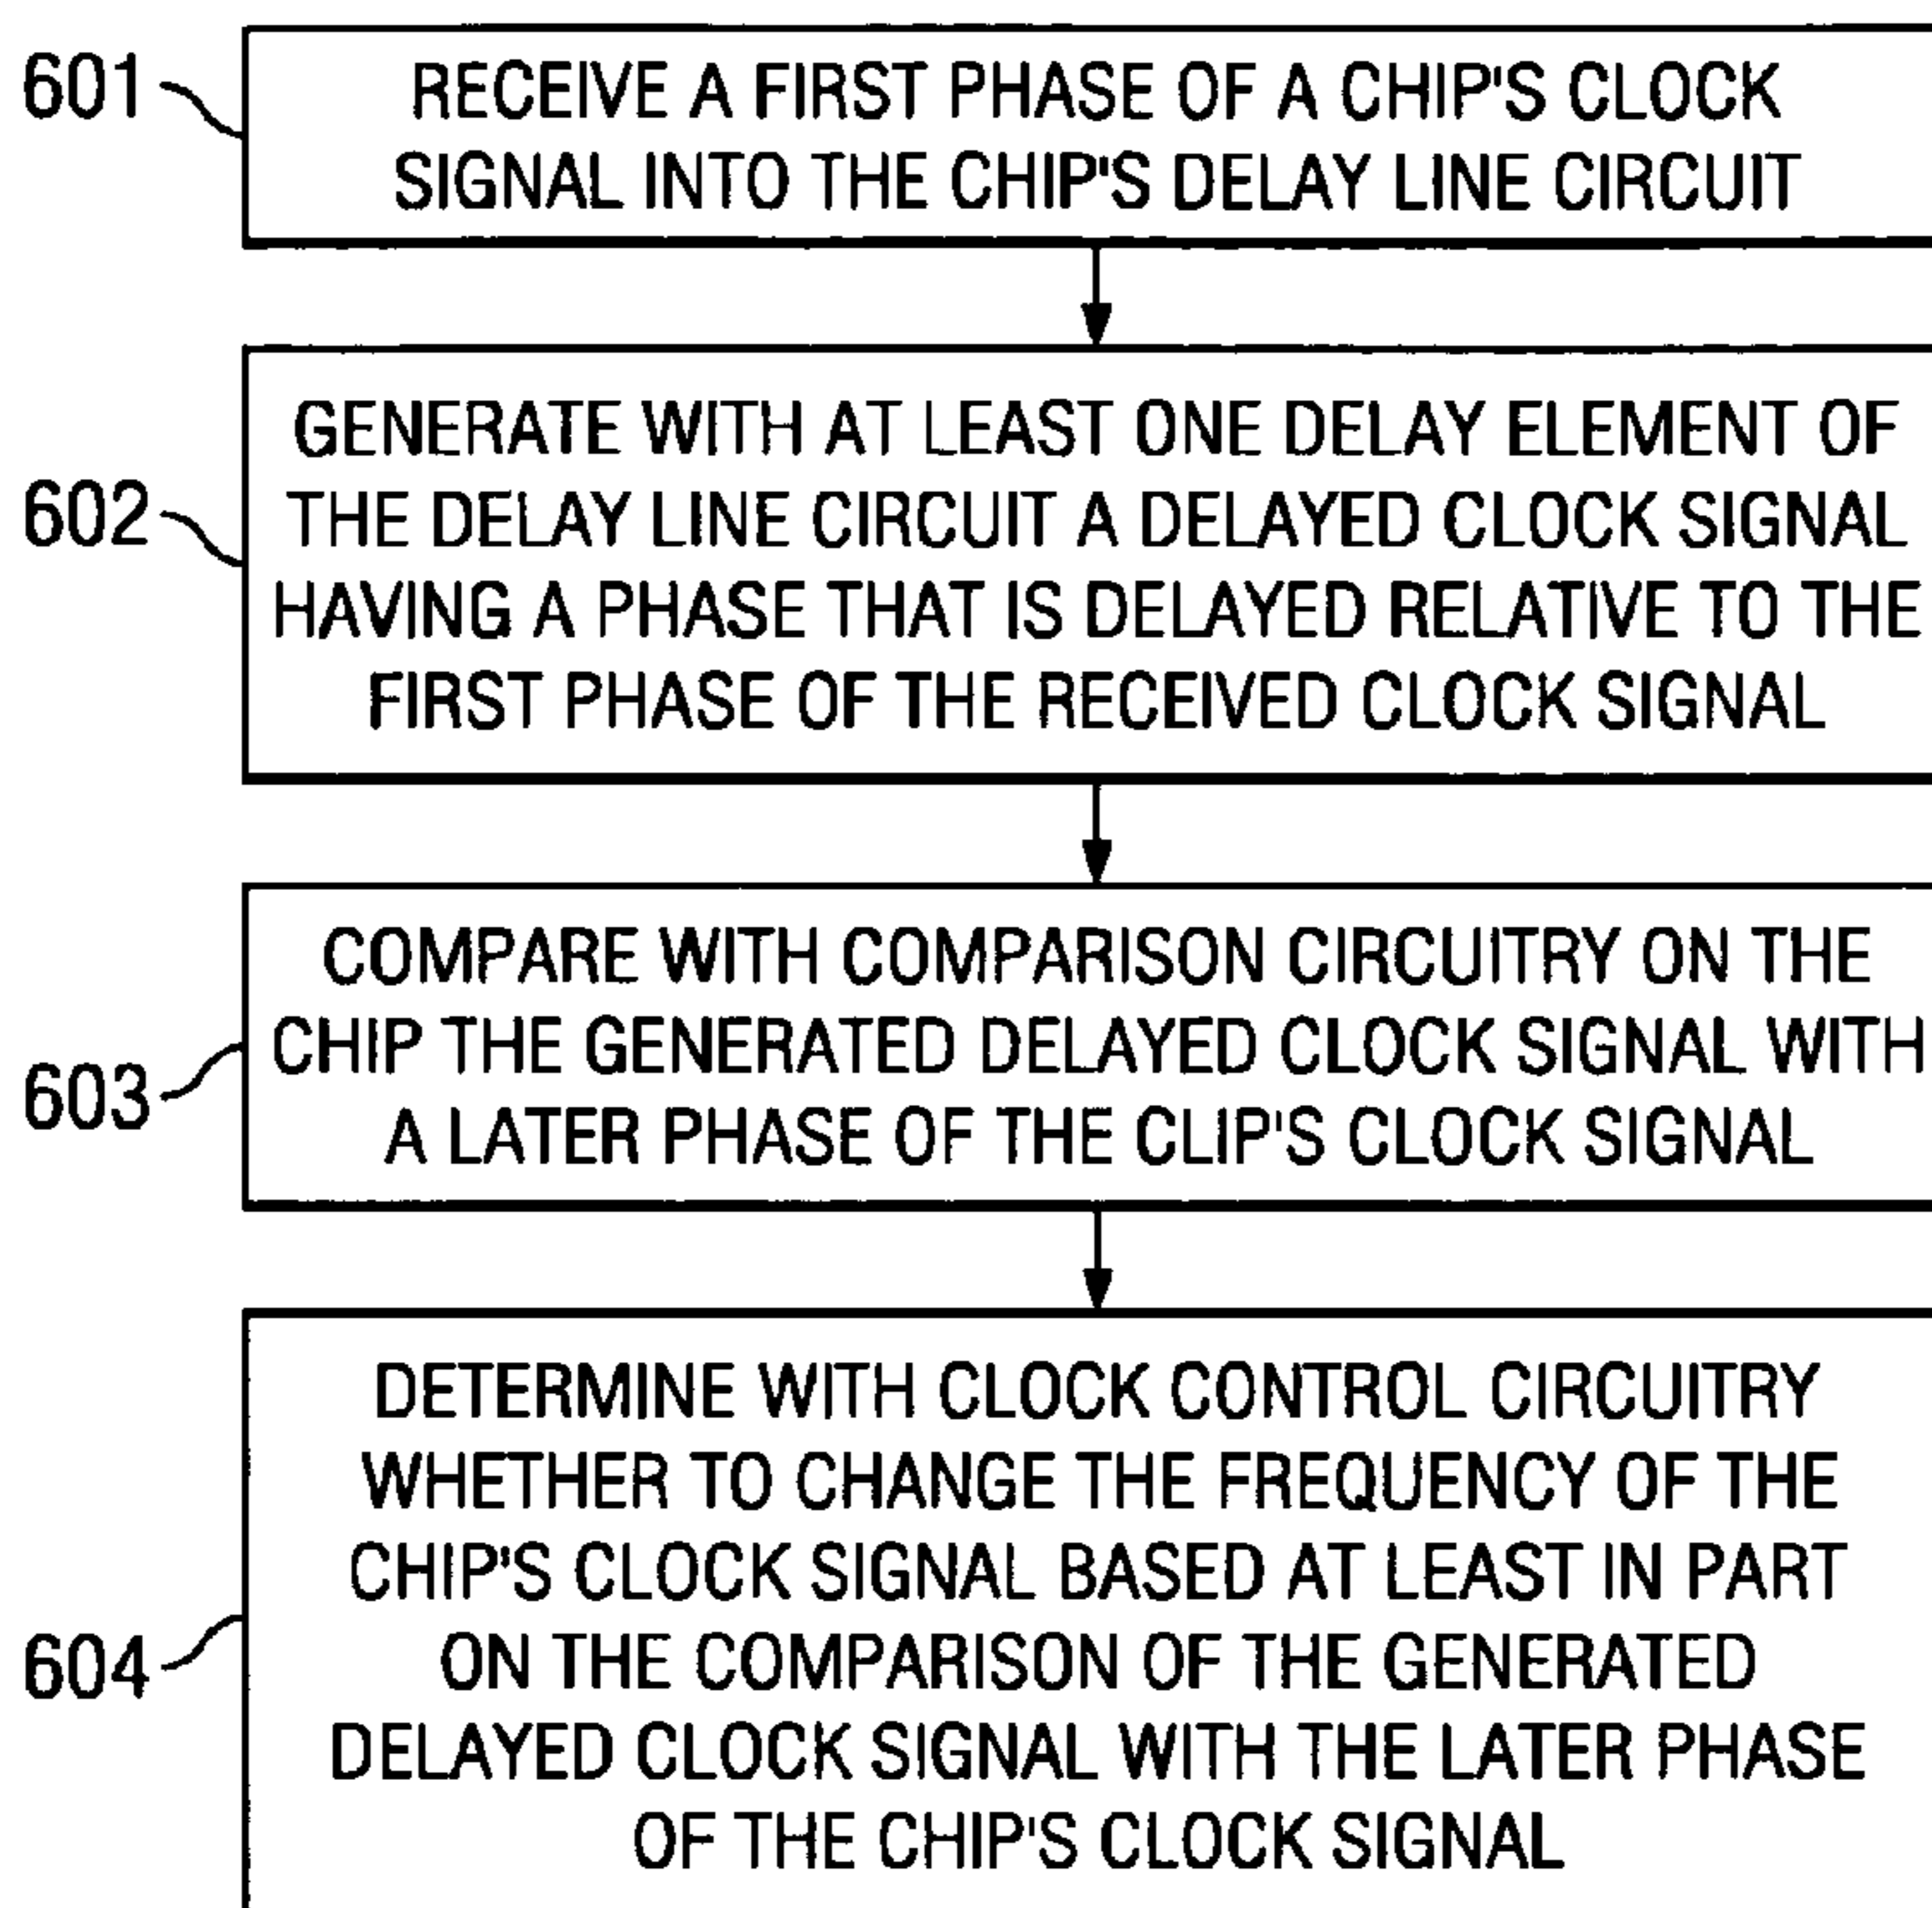 601
RECEIVE A FIRST PHASE OF A CHIP'S CLOCK
SIGNAL INTO THE CHIP'S DELAY LINE CIRCUIT
602
GENERATE WITH AT LEAST ONE DELAY ELEMENT OF
THE DELAY LINE CIRCUIT A DELAYED CLOCK SIGNAL
HAVING A PHASE THAT IS DELAYED RELATIVE TO THE
FIRST PHASE OF THE RECEIVED CLOCK SIGNAL
603
COMPARE WITH COMPARISON CIRCUITRY ON THE
CHIP THE GENERATED DELAYED CLOCK SIGNAL WITH
A LATER PHASE OF THE CLIP'S CLOCK SIGNAL
604
DETERMINE WITH CLOCK CONTROL CIRCUITRY
WHETHER TO CHANGE THE FREQUENCY OF THE
CHIP'S CLOCK SIGNAL BASED AT LEAST IN PART
ON THE COMPARISON OF THE GENERATED
DELAYED CLOCK SIGNAL WITH THE LATER PHASE
OF THE CHIP'S CLOCK SIGNAL